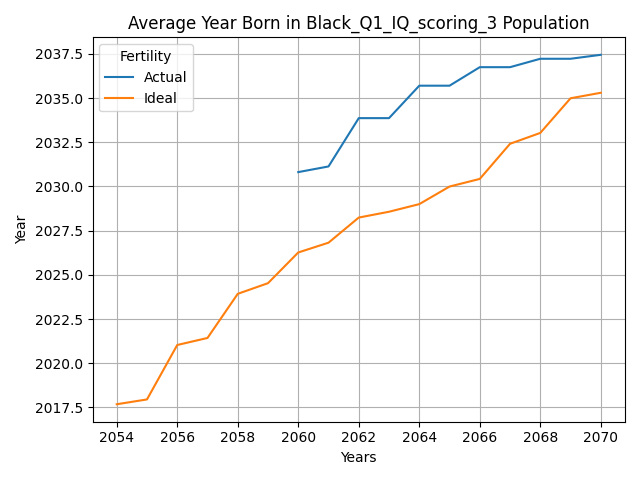 Average Year Born in Black_Q1_IQ_scoring_3 Population
Fertility
Actual
Ideal
2037.5
2035.0
2032.5
2030.0
2027.5
2025.0
2022.5
2020.0
2017.5
Year
2054 2056 2058 2060 2062 2064 2066 2068 2070
Years